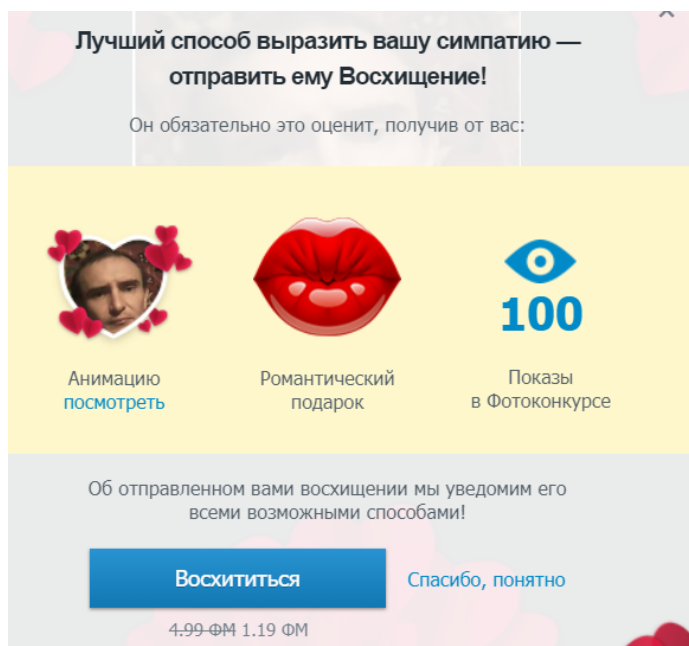 Лучший способ выразить вашу симпатию —
отправить ему Восхищение!
Он обязательно это оценит, получив от вас:
100
Анимацию
посмотреть
Романтический
подарок
Показы
в Фотоконкурсе
Об отправленном вами восхищении мы уведомим его
всеми возможными способами!
Восхититься
Спасибо, понятно
4.99 ФМ 1.19 ФМ